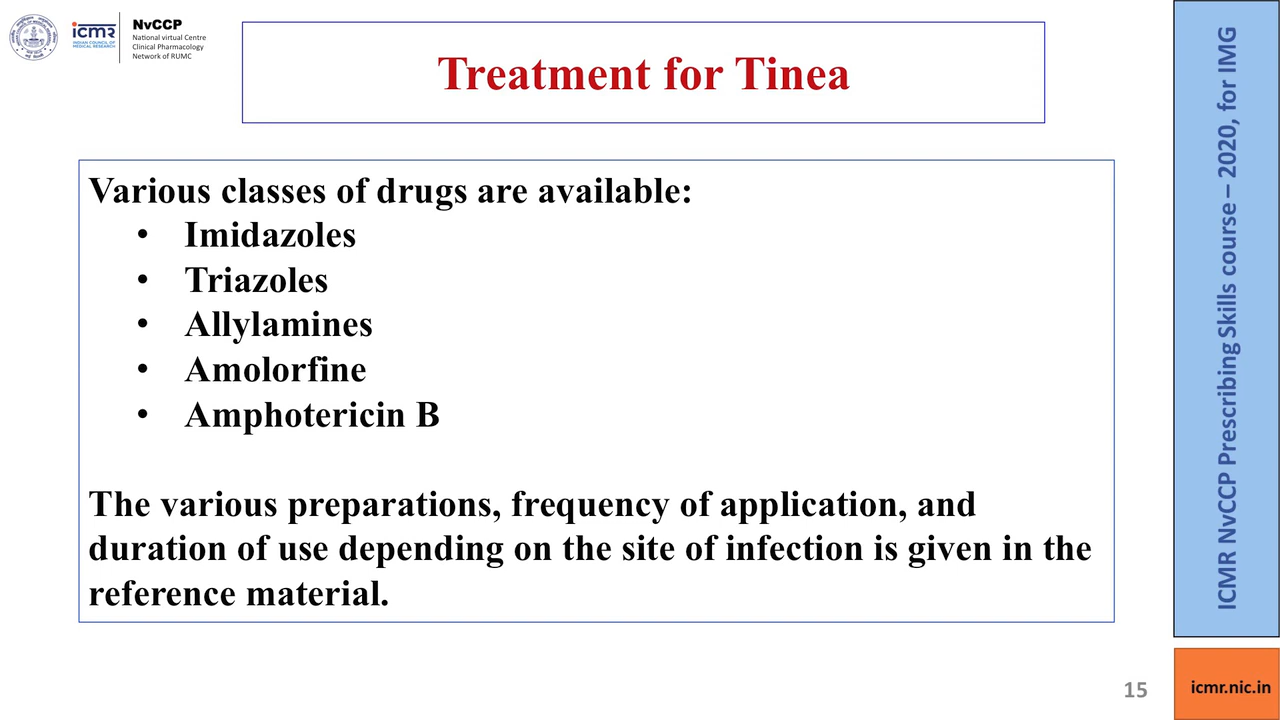 icmr
INDIAN COUNCIL OF
MEDICAL RESEARCH
NvCCP
National virtual Centre
Clinical Pharmacology
Network of RUMC
Treatment for Tinea
Various classes of drugs are available:
• Imidazoles
• Triazoles
• Allylamines
• Amolorfine
• Amphotericin B
The various preparations, frequency of application, and
duration of use depending on the site of infection is given in the
reference material.
ICMR NvCCP Prescribing Skills course – 2020, for IMG
15
icmr.nic.in